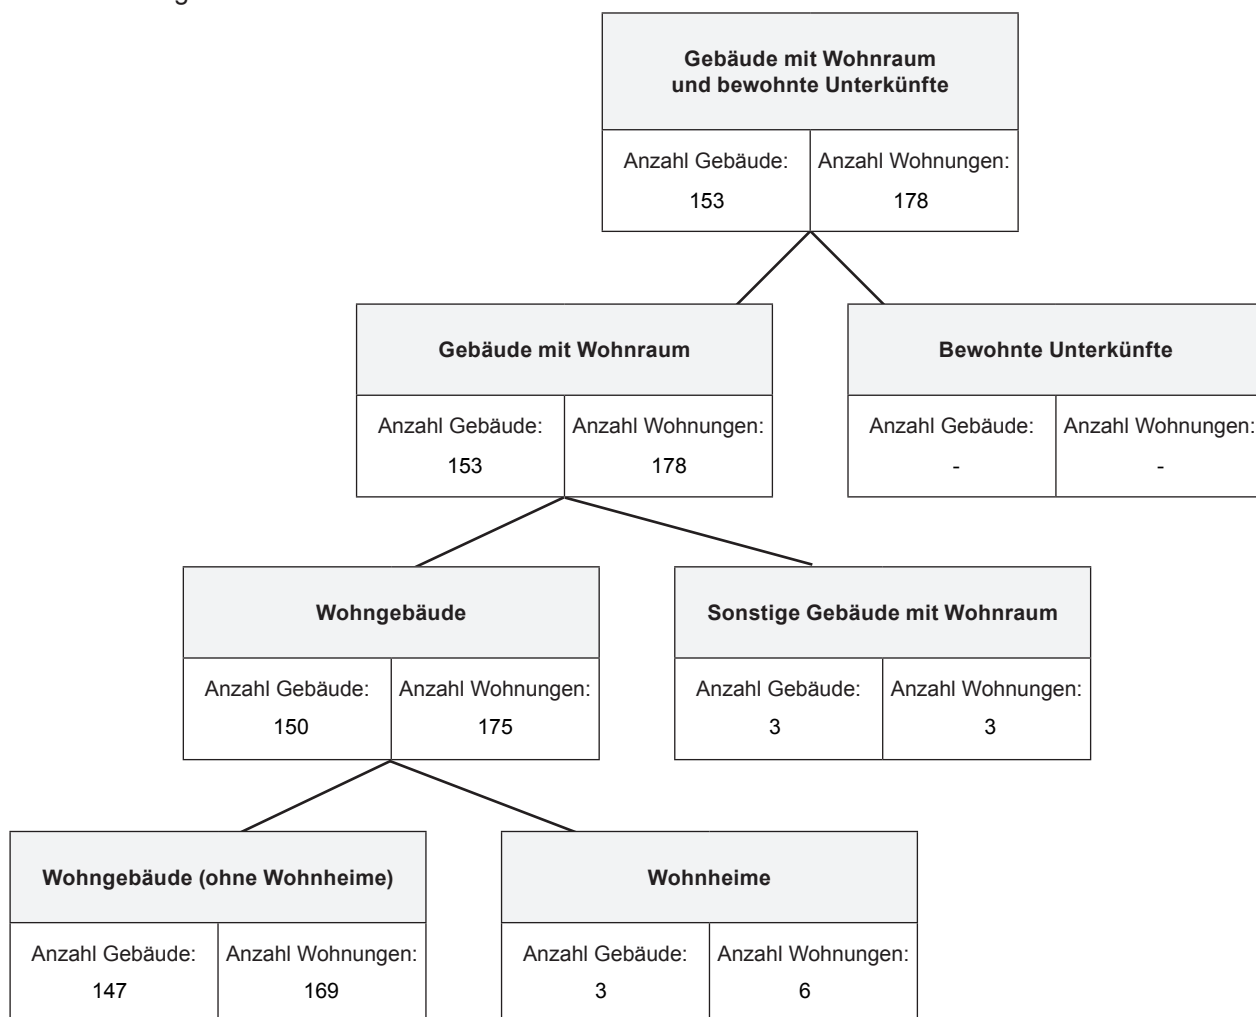 Gebäude mit Wohnraum
und bewohnte Unterkünfte
Anzahl Gebäude: Anzahl Wohnungen:
153 178
Gebäude mit Wohnraum
Anzahl Gebäude: Anzahl Wohnungen:
153 178
Bewohnte Unterkünfte
Anzahl Gebäude: Anzahl Wohnungen:
- -
Wohngebäude
Anzahl Gebäude: Anzahl Wohnungen:
150 175
Sonstige Gebäude mit Wohnraum
Anzahl Gebäude: Anzahl Wohnungen:
3 3
Wohngebäude (ohne Wohnheime)
Anzahl Gebäude: Anzahl Wohnungen:
147 169
Wohnheime
Anzahl Gebäude: Anzahl Wohnungen:
3 6